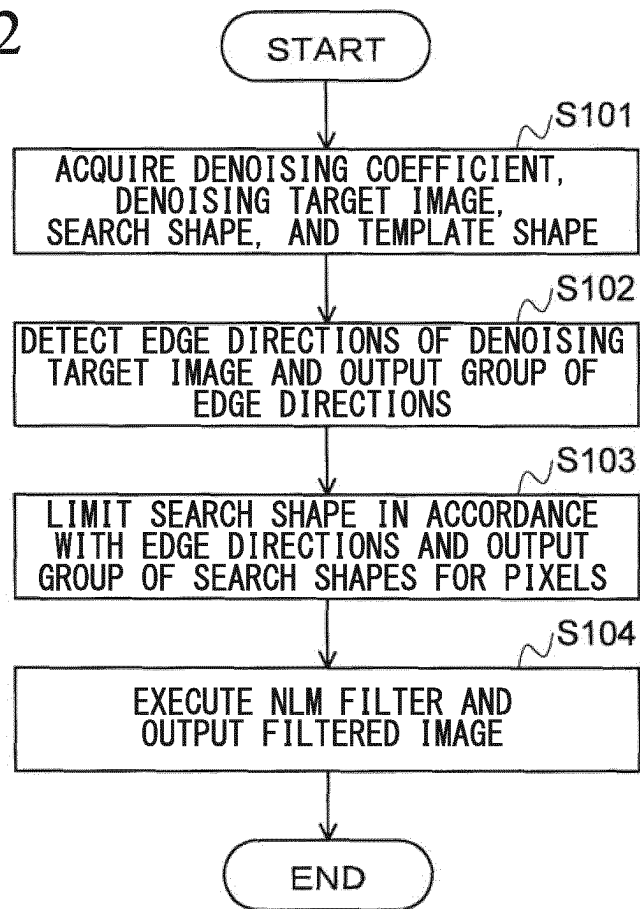 2
START
S101
ACQUIRE DENOISING COEFFICIENT,
DENOISING TARGET IMAGE,
SEARCH SHAPE, AND TEMPLATE SHAPE
S102
DETECT EDGE DIRECTIONS OF DENOISING
TARGET IMAGE AND OUTPUT GROUP OF
EDGE DIRECTIONS
S103
LIMIT SEARCH SHAPE IN ACCORDANCE
WITH EDGE DIRECTIONS AND OUTPUT
GROUP OF SEARCH SHAPES FOR PIXELS
S104
EXECUTE NLM FILTER AND
OUTPUT FILTERED IMAGE
END